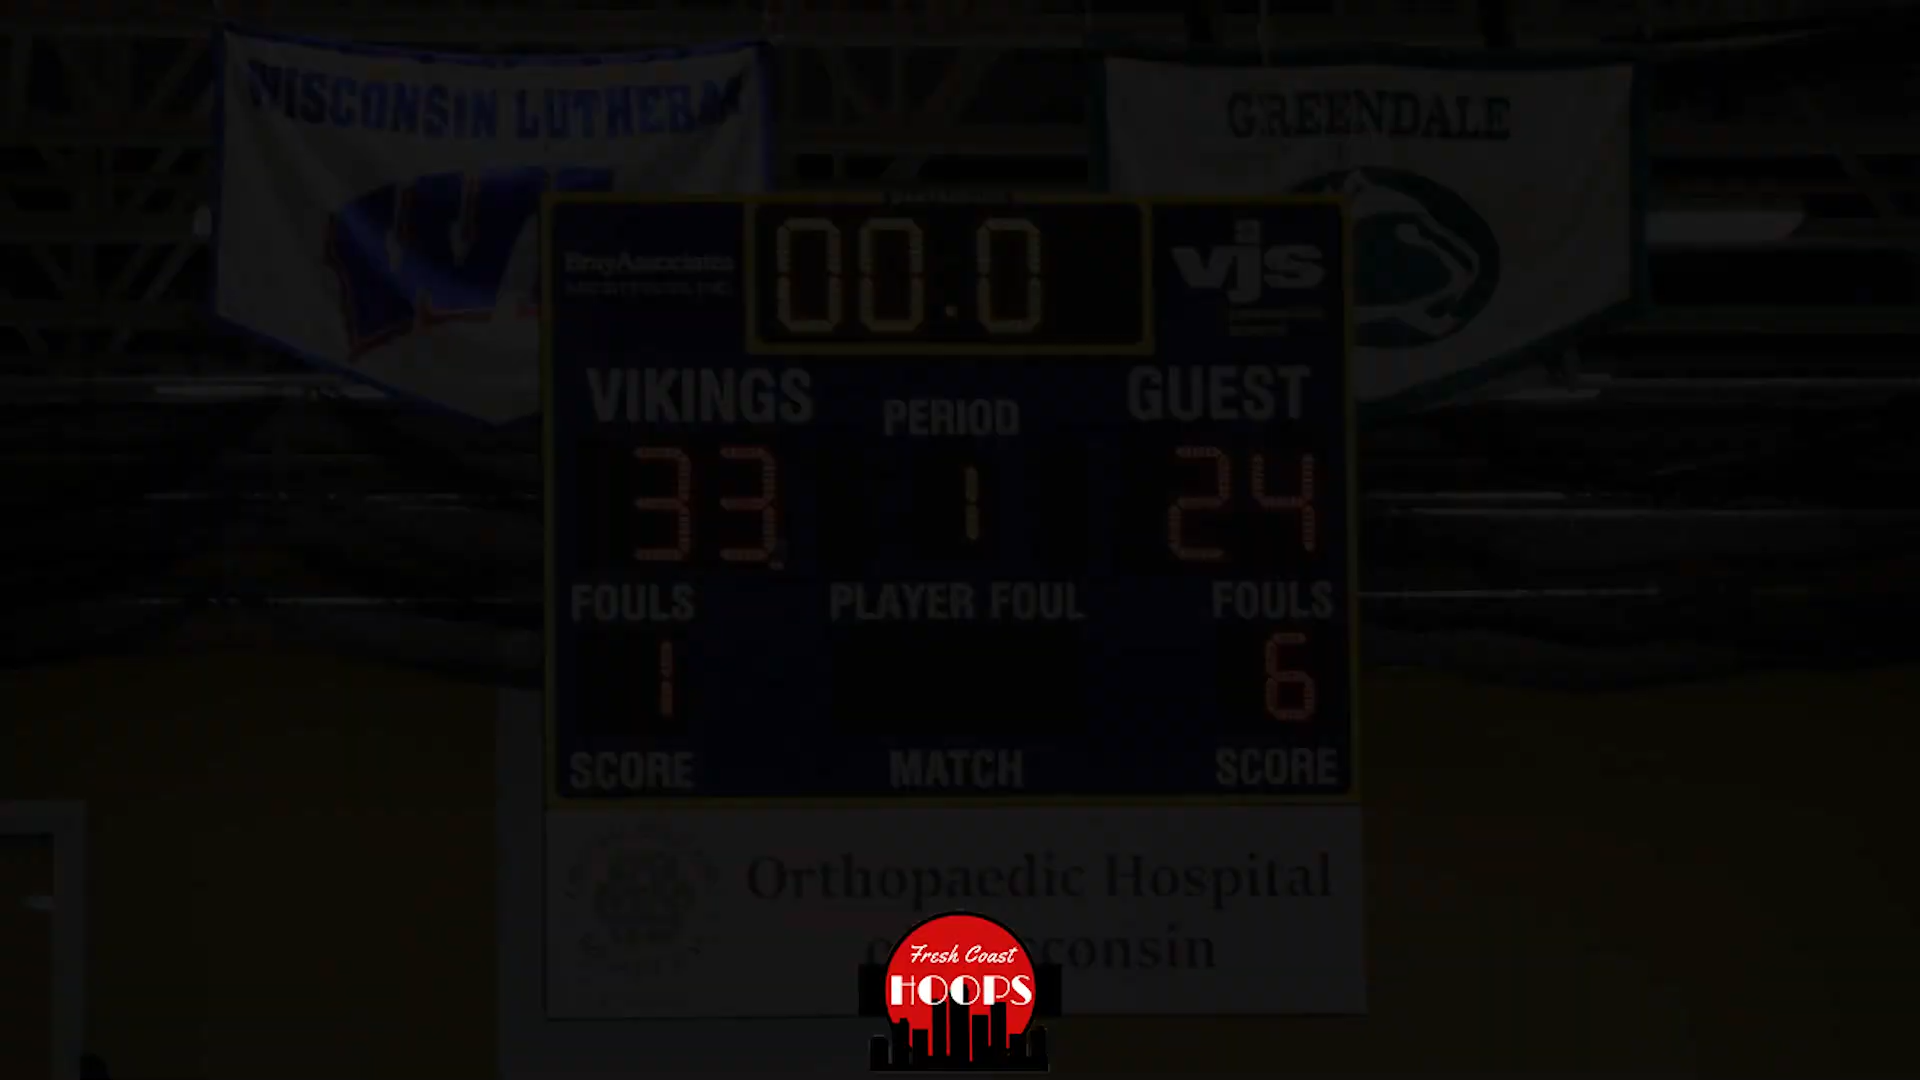 WISCONSIN LUTHERAN
GREENDALE
00.0
vjs
VIKINGS
PERIOD
GUEST
33
1
24
FOULS
PLAYER FOUL
FOULS
1
6
SCORE
MATCH
SCORE
Orthopaedic Hospital
Fresh Coast
HOOPS